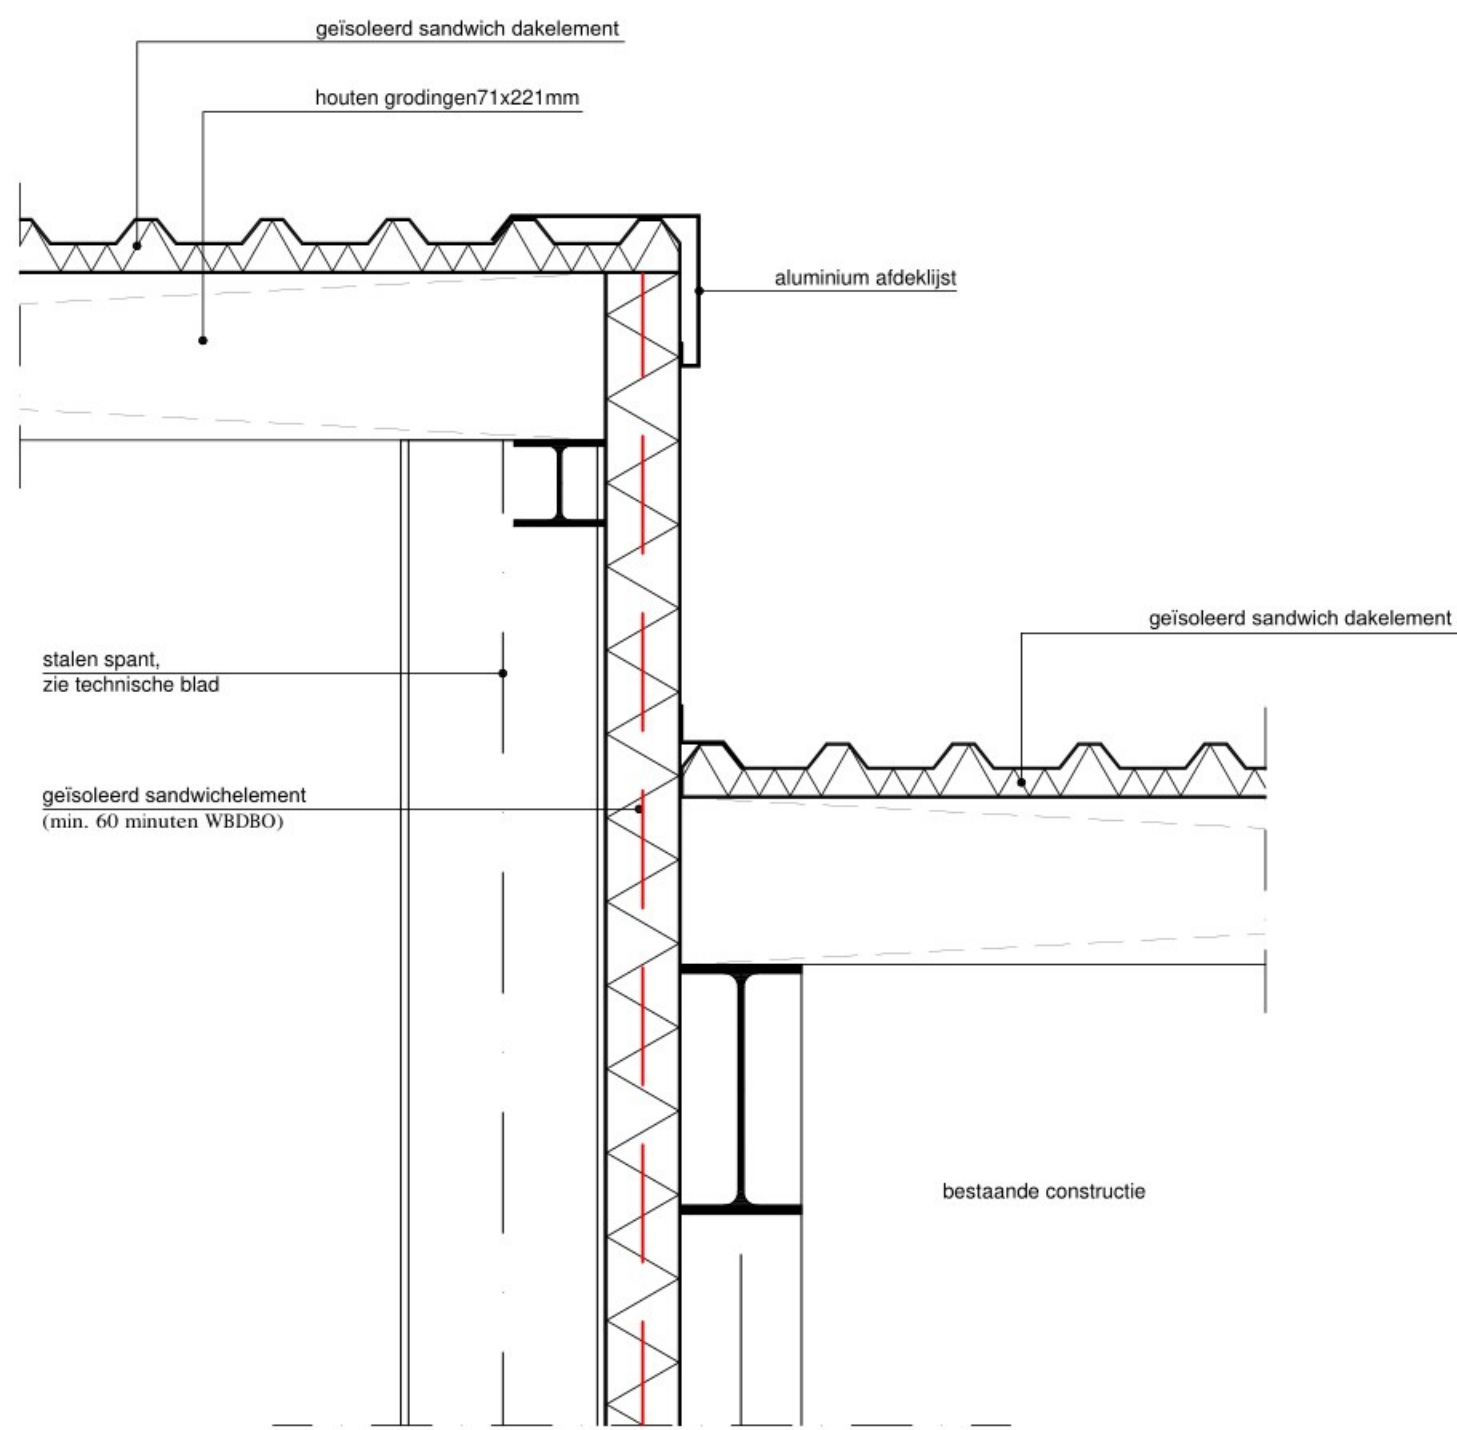 geïsoleerd sandwich dakelement
houten grodingen71x221mm
aluminium afdeklijst
geïsoleerd sandwich dakelement
stalen spant,
zie technische blad
geïsoleerd sandwichelement
(min. 60 minuten WBDBO)
bestaande constructie